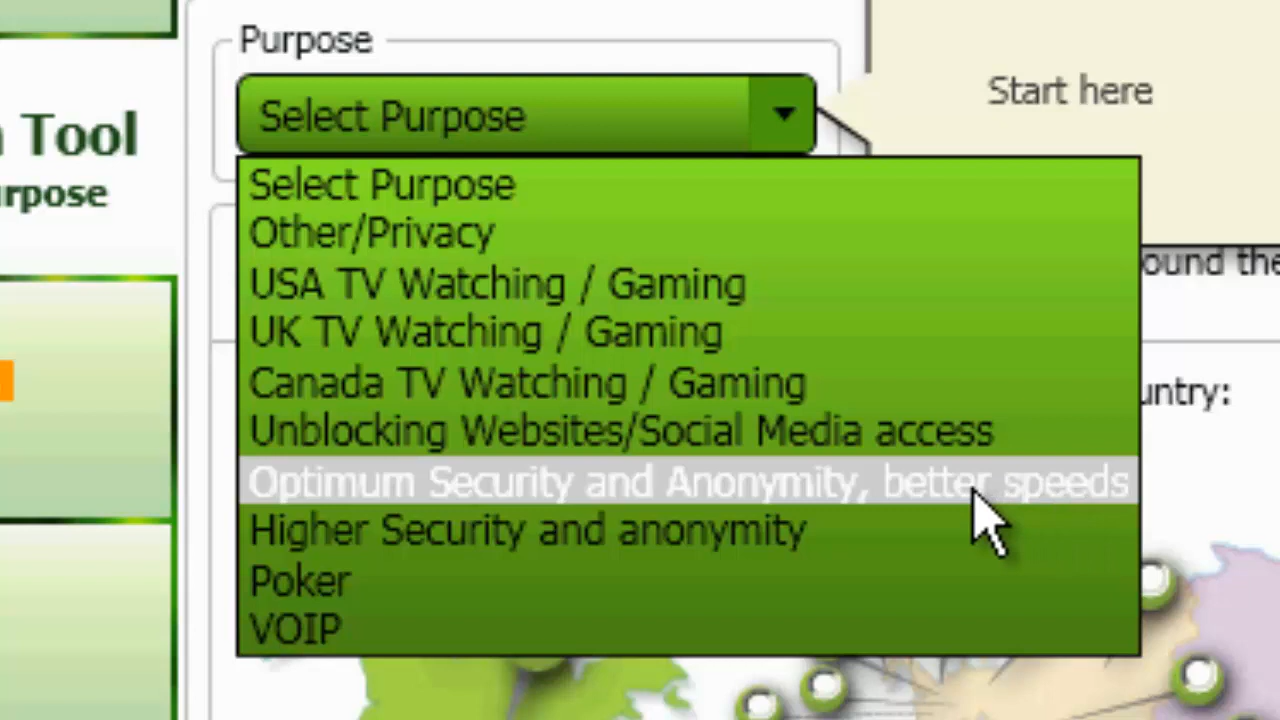 Purpose
Select Purpose
Start here
Tool
Select Purpose
Other/Privacy
USA TV Watching / Gaming
UK TV Watching / Gaming
Canada TV Watching / Gaming
Unblocking Websites/Social Media access
Optimum Security and Anonymity, better speeds
Higher Security and anonymity
Poker
VOIP
rpose
ound the
untry: